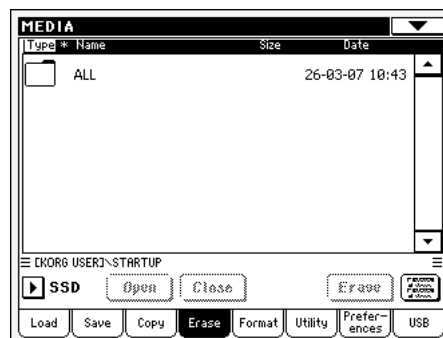 MEDIA
Type * Name Size Date
ALL 26-03-07 10:43
[KORG USER]\STARTUP
SSD Open Close Erase
Load Save Copy Erase Format Utility Prefer-ences USB